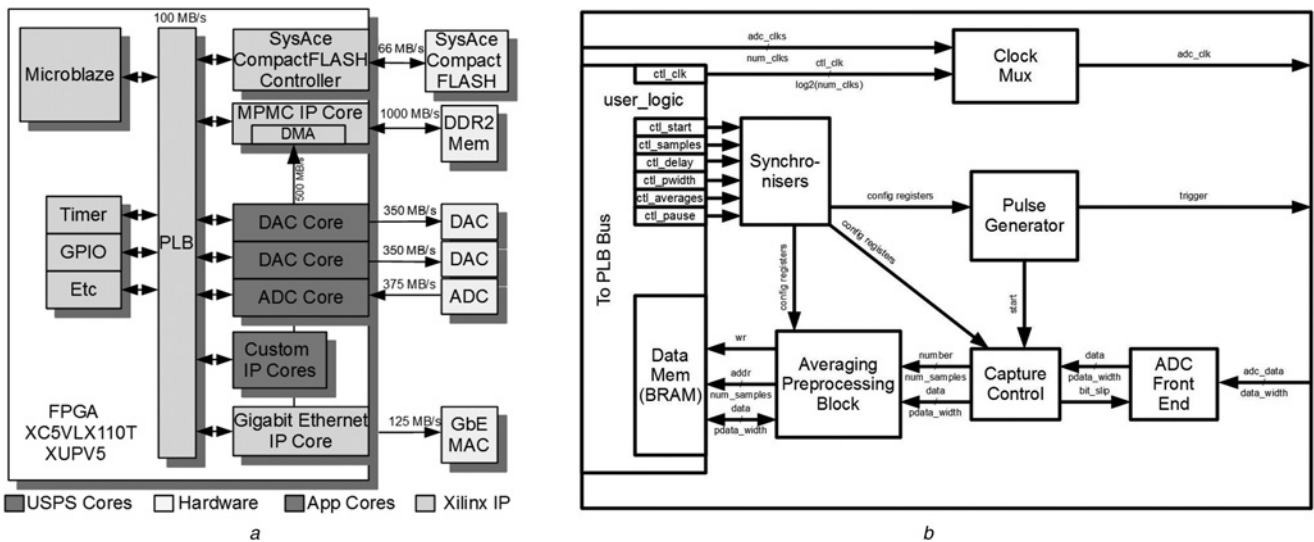 100 MB/s
Microblaze
PLB
SysAce
CompactFLASH
Controller
66 MB/s
SysAce
Compact
FLASH
MPMC IP Core
DMA
1000 MB/s
DDR2
Mem
500 MB/s
Timer
GPIO
Etc
DAC Core
350 MB/s
DAC
DAC Core
350 MB/s
DAC
ADC Core
375 MB/s
ADC
Custom
IP Cores
Gigabit Ethernet
IP Core
125 MB/s
GbE
MAC
FPGA
XC5VLX110T
XUPV5
USPS Cores
Hardware
App Cores
Xilinx IP
a
adc_clks
num_clks
ctl_clk
ctl_clk
log2(num_clks)
Clock
Mux
adc_clk
user_logic
ctl_start
ctl_samples
ctl_delay
ctl_pwidth
ctl_averages
ctl_pause
Synchro-
nisers
config registers
Pulse
Generator
trigger
config registers
config registers
start
To PLB Bus
Data
Mem
(BRAM)
wr
addr
num_samples
data
pdata_width
Averaging
Preprocessing
Block
number
num_samples
data
pdata_width
Capture
Control
data
pdata_width
bit_slip
ADC
Front
End
adc_data
data_width
b